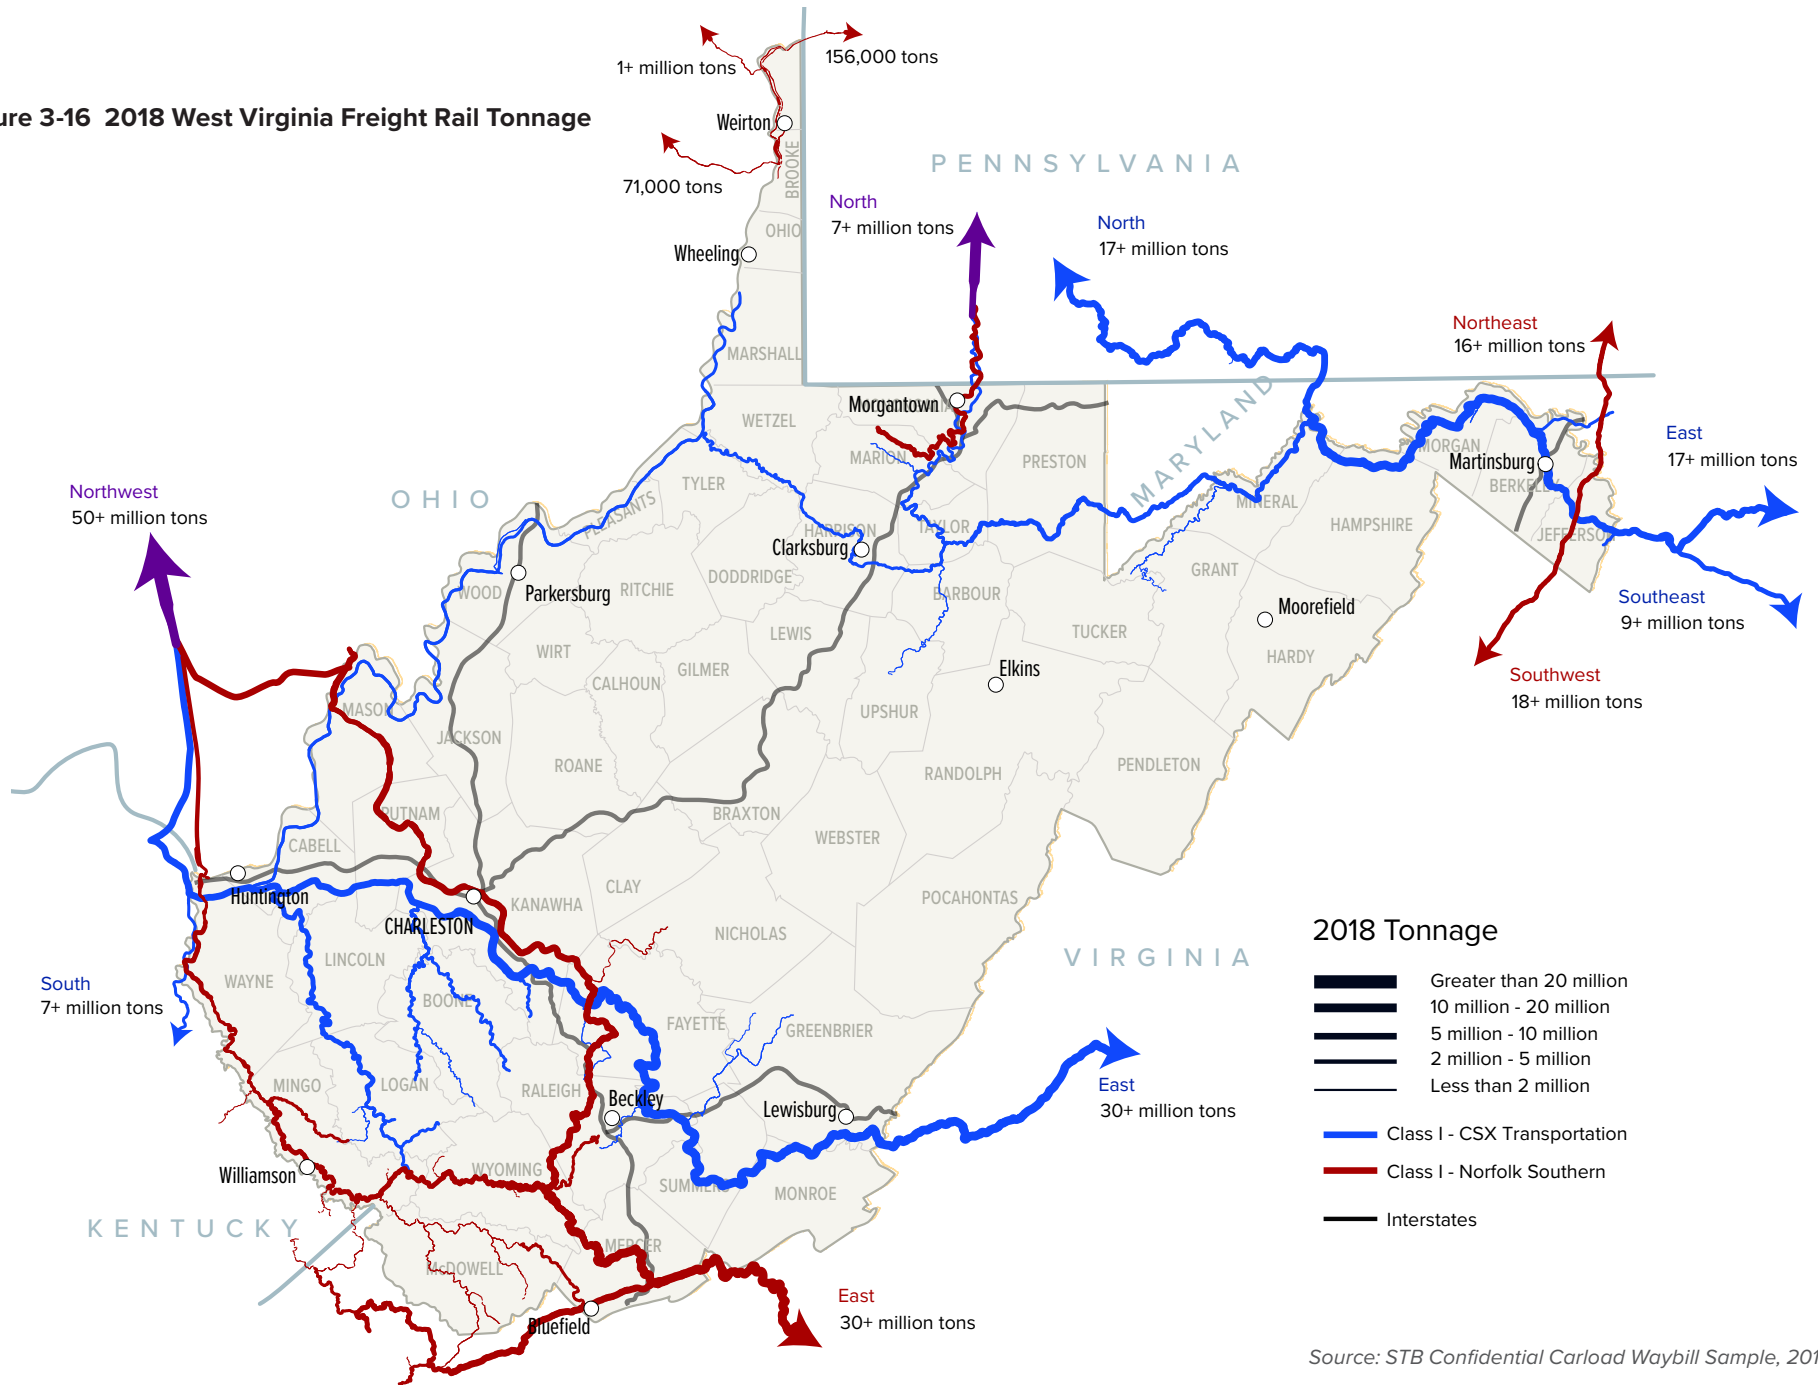 1+ million tons
156,000 tons
ure 3-16 2018 West Virginia Freight Rail Tonnage
Weirton
BROOKE
71,000 tons
PENNSYLVANIA
North
7+ million tons
North
17+ million tons
OHIO
Wheeling
MARSHALL
Northeast
16+ million tons
Morgantown
WETZEL
MARYLAND
MARION
PRESTON
MORGAN
Martinsburg
BERKELEY
East
17+ million tons
Northwest
50+ million tons
OHIO
TYLER
PLEASANTS
HARRISON
TAYLOR
MINERAL
HAMPSHIRE
JEFFERSON
Clarksburg
WOOD
Parkersburg
RITCHIE
DODDRIDGE
BARBOUR
GRANT
Moorefield
Southeast
9+ million tons
WIRT
LEWIS
TUCKER
HARDY
CALHOUN
GILMER
Elkins
Southwest
18+ million tons
MASON
JACKSON
UPSHUR
ROANE
RANDOLPH
PENDLETON
PUTNAM
BRAXTON
WEBSTER
CABELL
Huntington
CLAY
KANAWHA
POCAHONTAS
CHARLESTON
NICHOLAS
2018 Tonnage
VIRGINIA
LINCOLN
WAYNE
South
7+ million tons
BOONE
FAYETTE
GREENBRIER
Greater than 20 million
10 million - 20 million
5 million - 10 million
2 million - 5 million
Less than 2 million
MINGO
LOGAN
RALEIGH
Beckley
Lewisburg
East
30+ million tons
Class I - CSX Transportation
Williamson
WYOMING
SUMMERS
MONROE
Class I - Norfolk Southern
KENTUCKY
Interstates
MERCER
McDOWELL
East
30+ million tons
Bluefield
Source: STB Confidential Carload Waybill Sample, 201